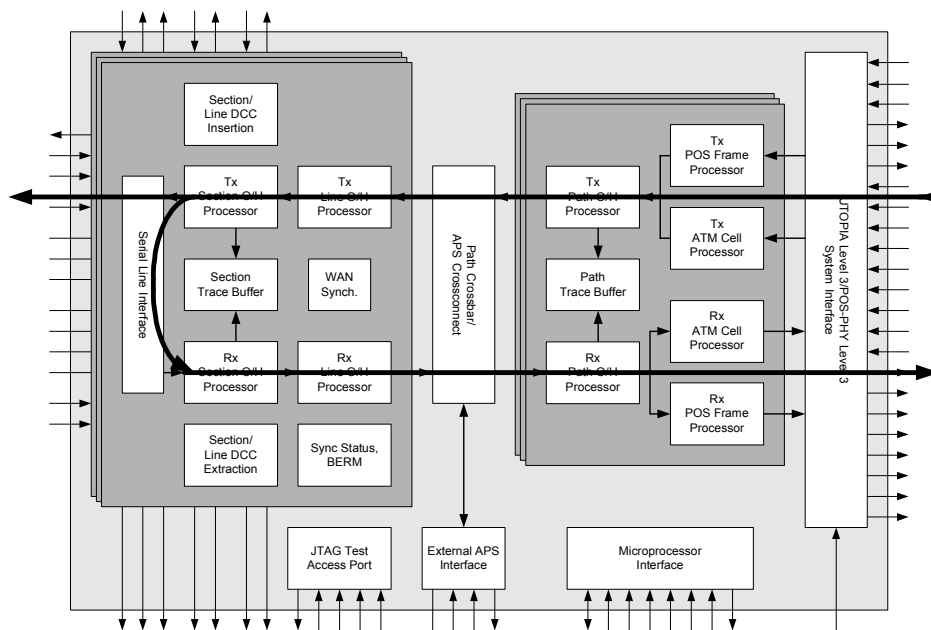 Section/
Line DCC
Insertion
Tx
POS Frame
Processor
Tx
Section O/H
Processor
Tx
Line O/H
Processor
Tx
Path O/H
Processor
Tx
ATM Cell
Processor
Serial Line Interface
Section
Trace Buffer
WAN
Synch.
Path Crossbar/
APS Crossconnect
Path
Trace Buffer
UTOPIA Level 3/POS-PHY Level 3
System Interface
Rx
ATM Cell
Processor
Rx
Section O/H
Processor
Rx
Line O/H
Processor
Rx
Path O/H
Processor
Rx
POS Frame
Processor
Section/
Line DCC
Extraction
Sync Status,
BERM
JTAG Test
Access Port
External APS
Interface
Microprocessor
Interface